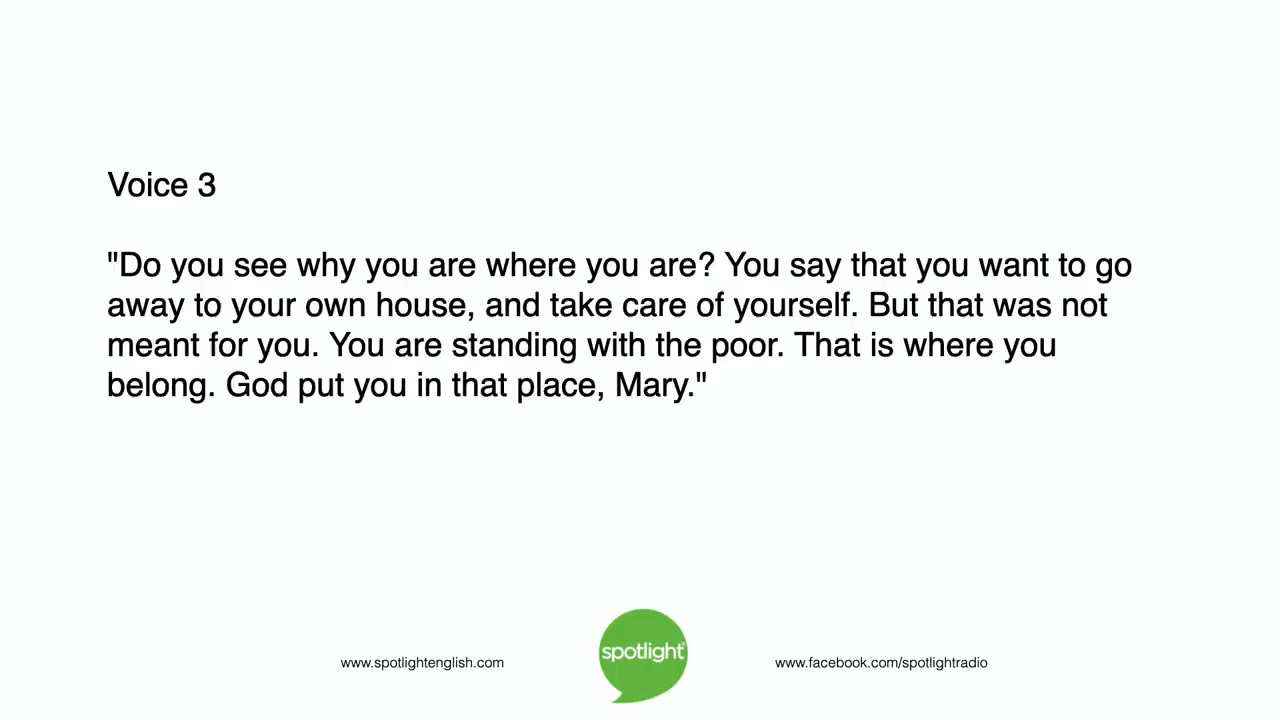 Voice 3
"Do you see why you are where you are? You say that you want to go
away to your own house, and take care of yourself. But that was not
meant for you. You are standing with the poor. That is where you
belong. God put you in that place, Mary."
spotlight
www.spotlightenglish.com
www.facebook.com/spotlightradio